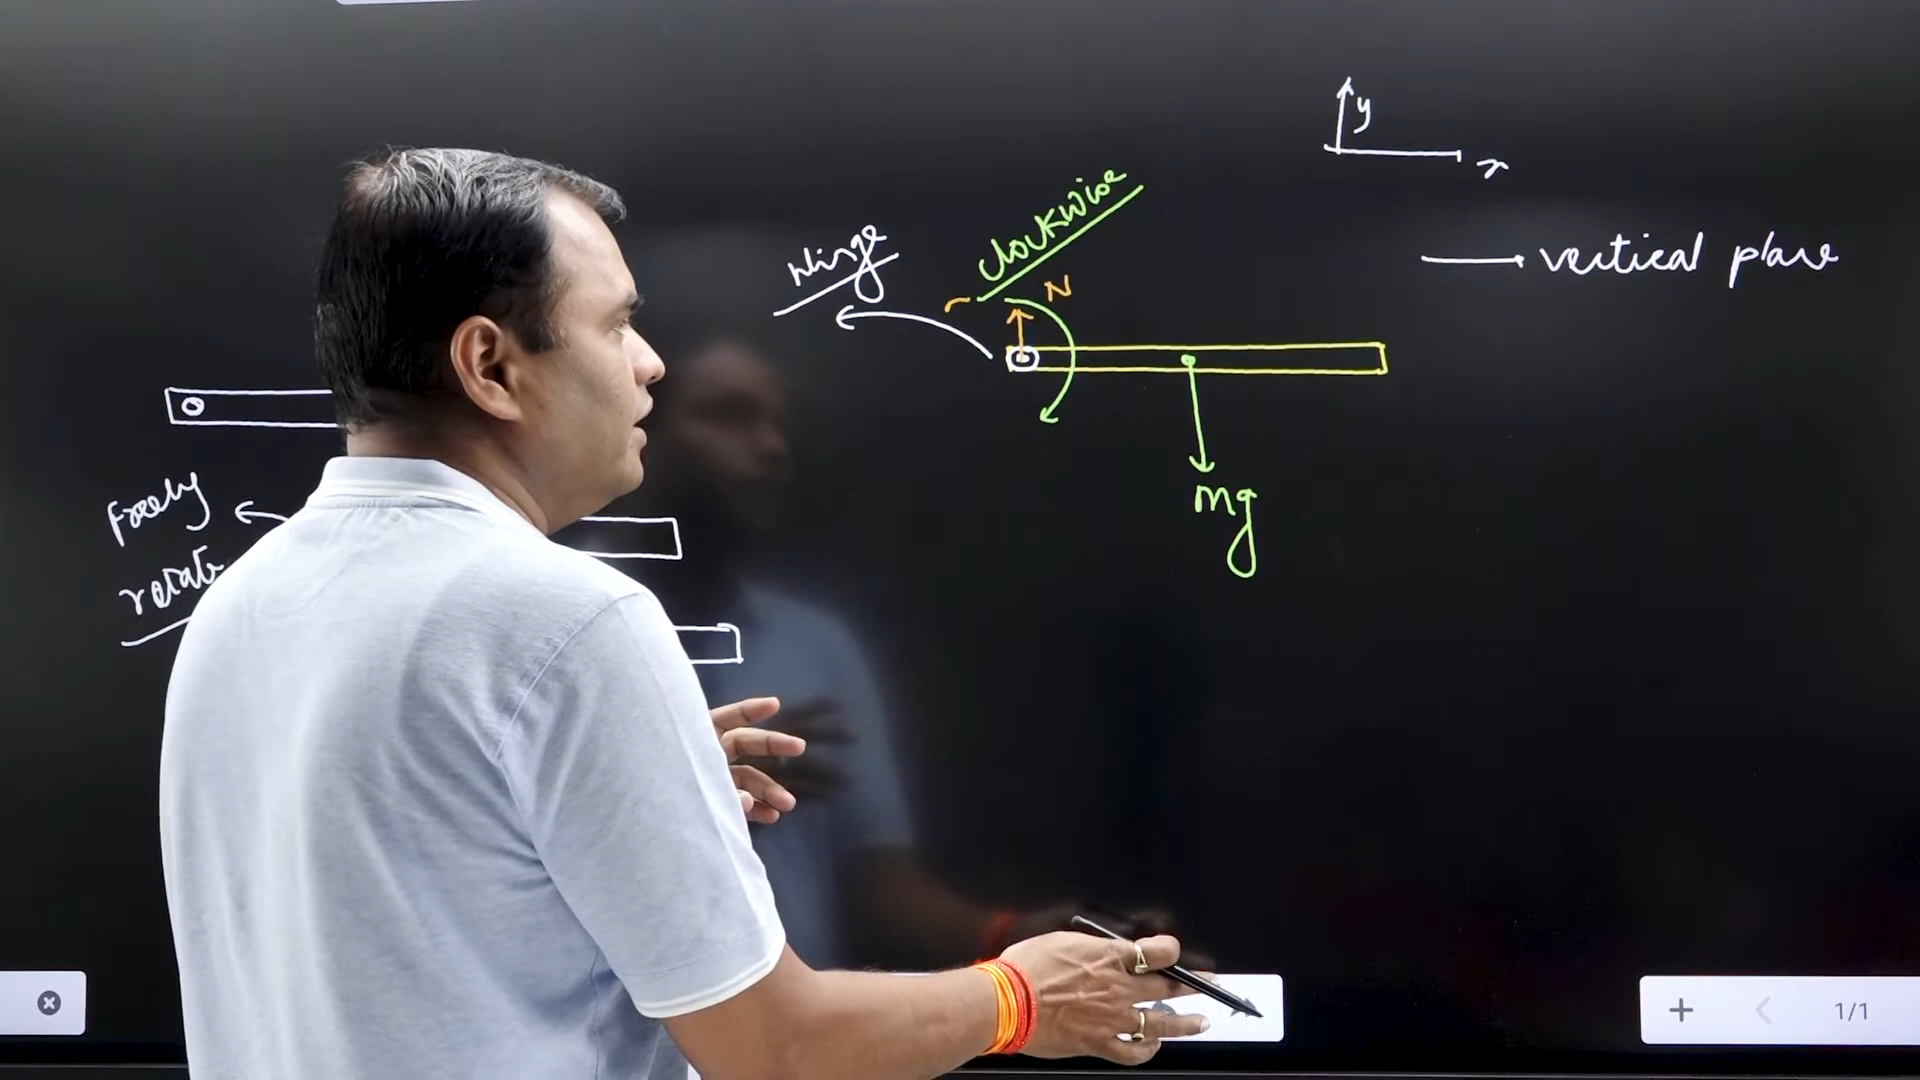 y
x
vertical plane
Hinge
clockwise
N
mg
Freely
rotate
1/1